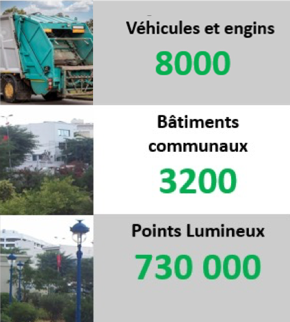 Véhicules et engins
8000
Bâtiments
communaux
3200
Points Lumineux
730 000